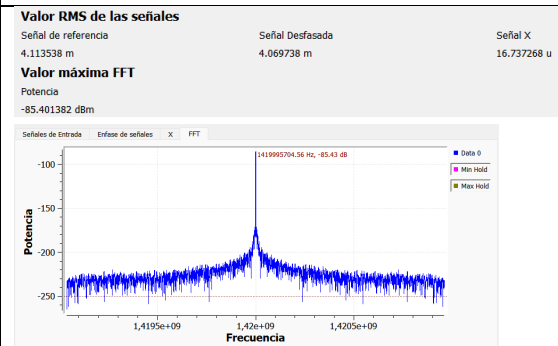 Valor RMS de las señales
Señal de referencia Señal Desfasada Señal X
4.113538 m 4.069738 m 16.737268 u
Valor máxima FFT
Potencia
-85.401382 dBm
Señales de Entrada Enfase de señales X FFT
1419995704.56 Hz, -85.43 dB
Data 0
Min Hold
Max Hold
-100
-150
-200
-250
Potencia
1,4195e+09 1,42e+09 1,4205e+09
Frecuencia